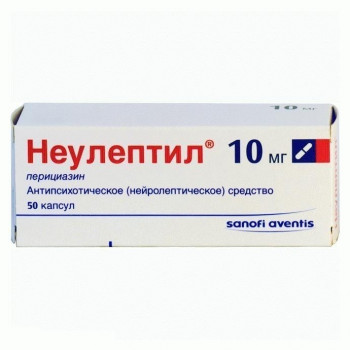 10 мг
Неулептил® 10 мг
перициазин
Антипсихотическое (нейролептическое) средство
50 капсул
sanofi aventis